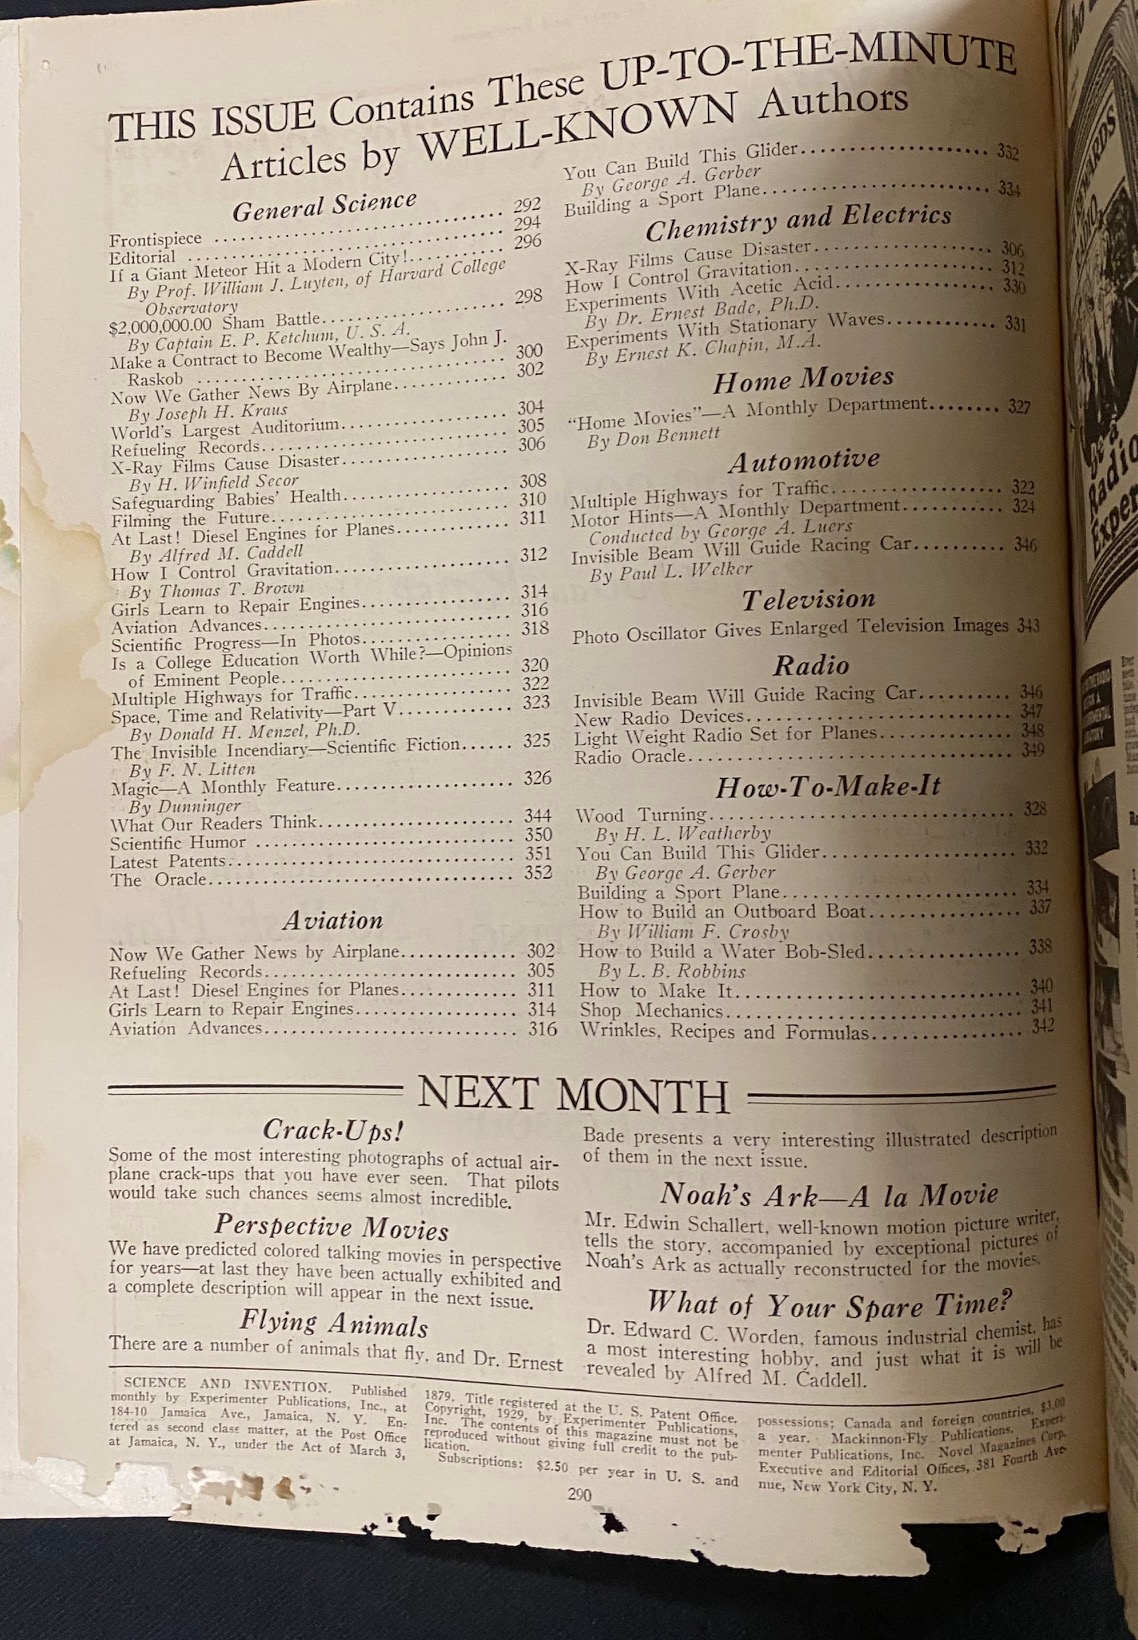 THIS ISSUE Contains These UP-TO-THE-MINUTE
Articles by WELL-KNOWN Authors
General Science
Frontispiece ........ 292
Editorial ........ 294
If a Giant Meteor Hit a Modern City!........ 296
By Prof. William J. Luyten, of Harvard College
Observatory
$2,000,000.00 Sham Battle........ 298
By Captain E. P. Ketchum, U. S. A.
Make a Contract to Become Wealthy—Says John J.
Raskob ........ 300
Now We Gather News By Airplane........ 302
By Joseph H. Kraus
World's Largest Auditorium........ 304
Refueling Records........ 305
X-Ray Films Cause Disaster........ 306
By H. Winfield Secor
Safeguarding Babies' Health........ 308
Filming the Future........ 310
At Last! Diesel Engines for Planes........ 311
By Alfred M. Caddell
How I Control Gravitation........ 312
By Thomas T. Brown
Girls Learn to Repair Engines........ 314
Aviation Advances........ 316
Scientific Progress—In Photos........ 318
Is a College Education Worth While?—Opinions
of Eminent People........ 320
Multiple Highways for Traffic........ 322
Space, Time and Relativity—Part V........ 323
By Donald H. Menzel, Ph.D.
The Invisible Incendiary—Scientific Fiction...... 325
By F. N. Litten
Magic—A Monthly Feature........ 326
By Dunninger
What Our Readers Think........ 344
Scientific Humor ........ 350
Latest Patents........ 351
The Oracle........ 352
Aviation
Now We Gather News by Airplane........ 302
Refueling Records........ 305
At Last! Diesel Engines for Planes........ 311
Girls Learn to Repair Engines........ 314
Aviation Advances........ 316
You Can Build This Glider........ 332
By George A. Gerber
Building a Sport Plane........ 334
Chemistry and Electrics
X-Ray Films Cause Disaster........ 306
How I Control Gravitation........ 312
Experiments With Acetic Acid........ 330
By Dr. Ernest Bade, Ph.D.
Experiments With Stationary Waves........ 331
By Ernest K. Chapin, M.A.
Home Movies
"Home Movies"—A Monthly Department........ 327
By Don Bennett
Automotive
Multiple Highways for Traffic........ 322
Motor Hints—A Monthly Department........ 324
Conducted by George A. Luers
Invisible Beam Will Guide Racing Car........ 346
By Paul L. Welker
Television
Photo Oscillator Gives Enlarged Television Images 343
Radio
Invisible Beam Will Guide Racing Car........ 346
New Radio Devices........ 347
Light Weight Radio Set for Planes........ 348
Radio Oracle........ 349
How-To-Make-It
Wood Turning........ 328
By H. L. Weatherby
You Can Build This Glider........ 332
By George A. Gerber
Building a Sport Plane........ 334
How to Build an Outboard Boat........ 337
By William F. Crosby
How to Build a Water Bob-Sled........ 338
By L. B. Robbins
How to Make It........ 340
Shop Mechanics........ 341
Wrinkles, Recipes and Formulas........ 342
NEXT MONTH
Crack-Ups!
Some of the most interesting photographs of actual air-
plane crack-ups that you have ever seen. That pilots
would take such chances seems almost incredible.
Perspective Movies
We have predicted colored talking movies in perspective
for years—at last they have been actually exhibited and
a complete description will appear in the next issue.
Flying Animals
There are a number of animals that fly, and Dr. Ernest
Bade presents a very interesting illustrated description
of them in the next issue.
Noah's Ark—A la Movie
Mr. Edwin Schallert, well-known motion picture writer,
tells the story, accompanied by exceptional pictures of
Noah's Ark as actually reconstructed for the movies.
What of Your Spare Time?
Dr. Edward C. Worden, famous industrial chemist, has
a most interesting hobby, and just what it is will be
revealed by Alfred M. Caddell.
SCIENCE AND INVENTION. Published
monthly by Experimenter Publications, Inc., at
184-10 Jamaica Ave., Jamaica, N. Y. En-
tered as second class matter, at the Post Office
at Jamaica, N. Y., under the Act of March 3,
1879. Title registered at the U. S. Patent Office.
Copyright, 1929, by Experimenter Publications,
Inc. The contents of this magazine must not be
reproduced without giving full credit to the pub-
lication.
Subscriptions: $2.50 per year in U. S. and
possessions; Canada and foreign countries, $3.00
a year. Mackinnon-Fly Publications. Experi-
menter Publications, Inc. Novel Magazines Corp.
Executive and Editorial Offices, 381 Fourth Ave-
nue, New York City, N. Y.
290
Be a
Radio
Exper